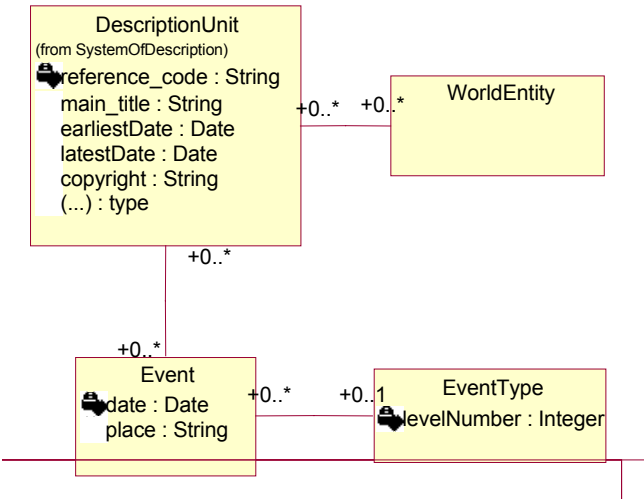 DescriptionUnit
(from SystemOfDescription)
reference_code : String
main_title : String
earliestDate : Date
latestDate : Date
copyright : String
(...) : type
+0..*
+0..*
WorldEntity
+0..*
+0..*
Event
date : Date
place : String
+0..*
+0..1
EventType
levelNumber : Integer